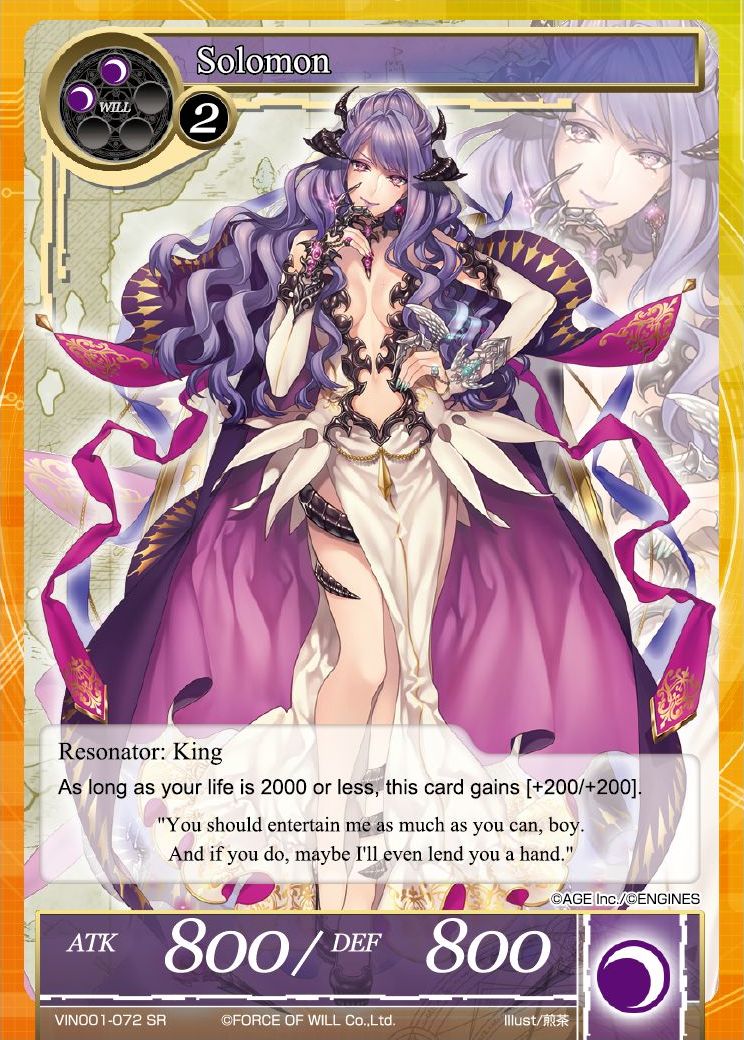 Solomon
WILL
2
Resonator: King
As long as your life is 2000 or less, this card gains [+200/+200].
"You should entertain me as much as you can, boy.
And if you do, maybe I'll even lend you a hand."
©AGE Inc./©ENGINES
ATK 800/ DEF 800
VIN001-072 SR ©FORCE OF WILL Co.,Ltd. Illust/煎茶